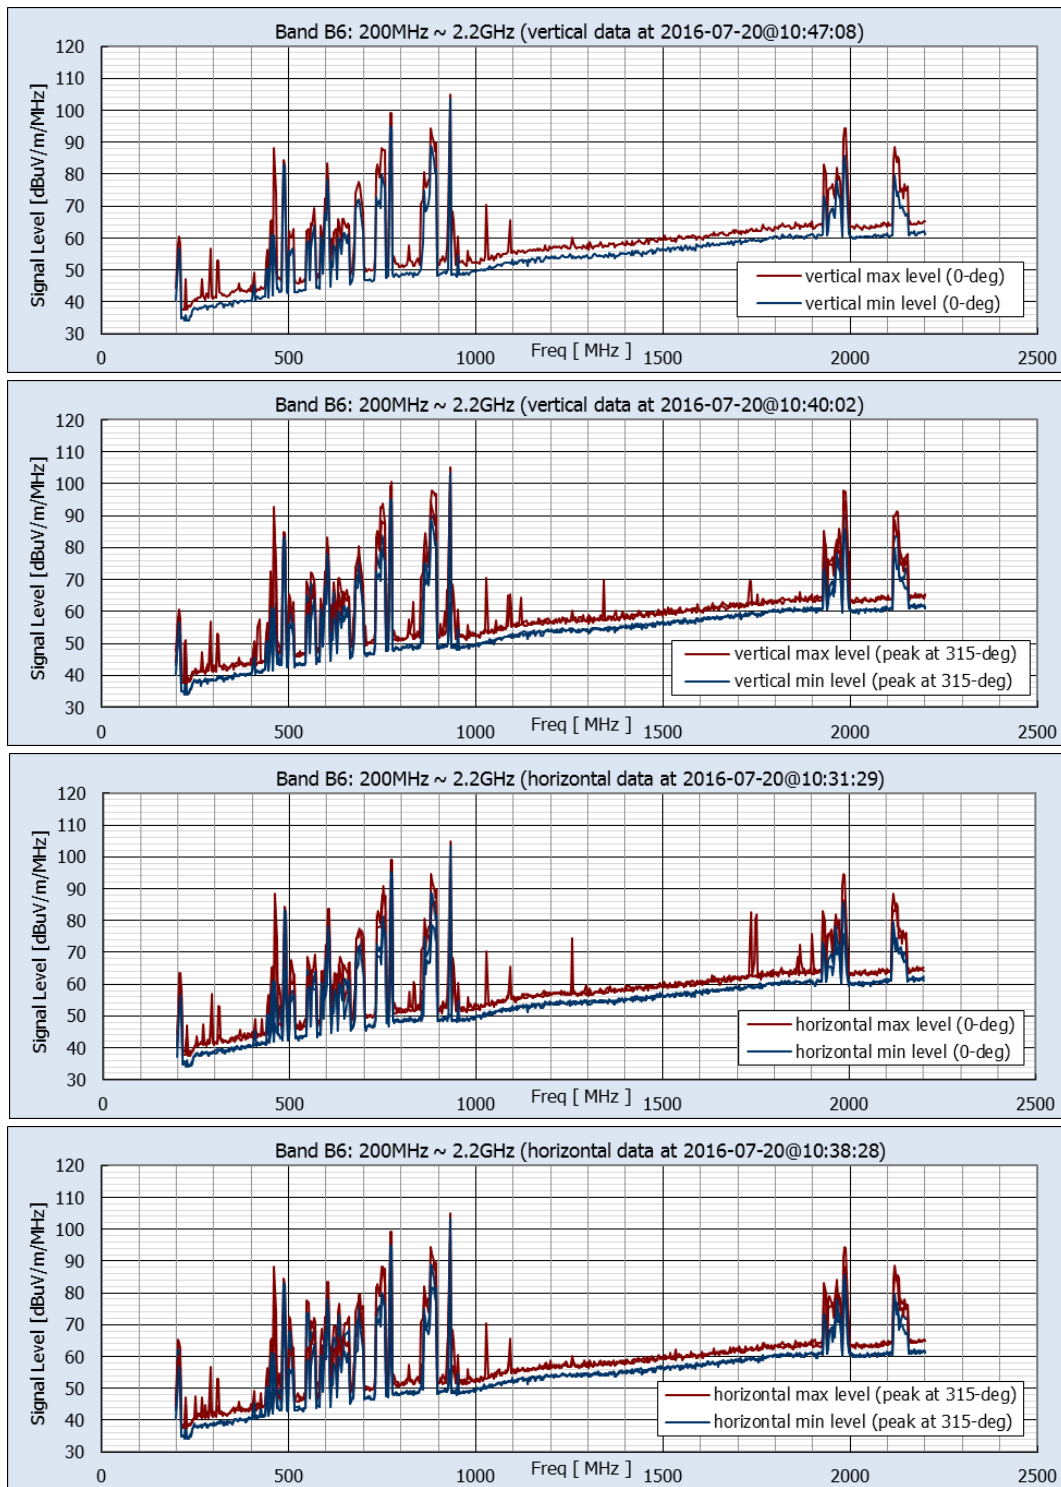 Band B6: 200MHz ~ 2.2GHz (vertical data at 2016-07-20@10:47:08)
Signal Level [dBuV/m/MHz]
120
110
100
90
80
70
60
50
40
30
vertical max level (0-deg)
vertical min level (0-deg)
0 500 1000 1500 2000 2500
Freq [ MHz ]
Band B6: 200MHz ~ 2.2GHz (vertical data at 2016-07-20@10:40:02)
Signal Level [dBuV/m/MHz]
120
110
100
90
80
70
60
50
40
30
vertical max level (peak at 315-deg)
vertical min level (peak at 315-deg)
0 500 1000 1500 2000 2500
Freq [ MHz ]
Band B6: 200MHz ~ 2.2GHz (horizontal data at 2016-07-20@10:31:29)
Signal Level [dBuV/m/MHz]
120
110
100
90
80
70
60
50
40
30
horizontal max level (0-deg)
horizontal min level (0-deg)
0 500 1000 1500 2000 2500
Freq [ MHz ]
Band B6: 200MHz ~ 2.2GHz (horizontal data at 2016-07-20@10:38:28)
Signal Level [dBuV/m/MHz]
120
110
100
90
80
70
60
50
40
30
horizontal max level (peak at 315-deg)
horizontal min level (peak at 315-deg)
0 500 1000 1500 2000 2500
Freq [ MHz ]